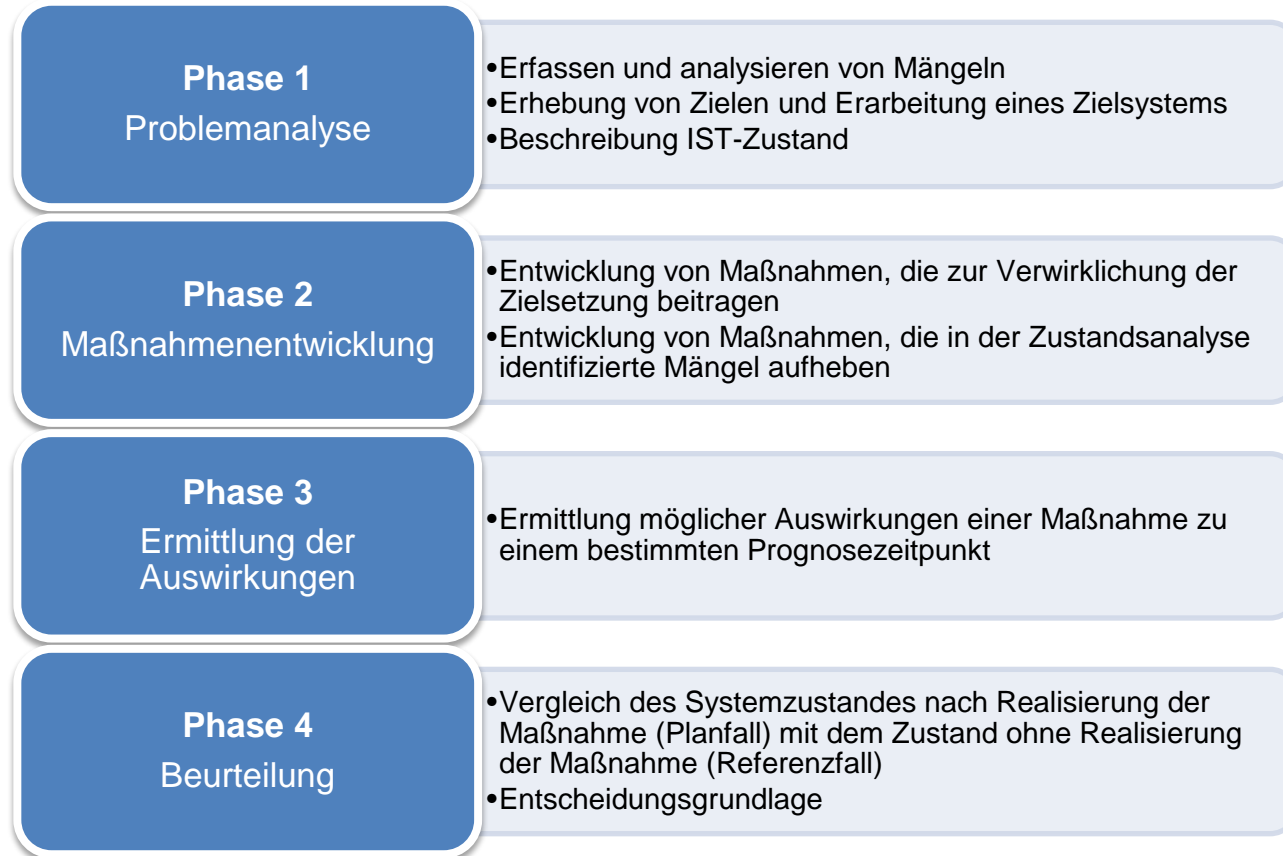 Phase 1
Problemanalyse
•Erfassen und analysieren von Mängeln
•Erhebung von Zielen und Erarbeitung eines Zielsystems
•Beschreibung IST-Zustand
Phase 2
Maßnahmenentwicklung
•Entwicklung von Maßnahmen, die zur Verwirklichung der
Zielsetzung beitragen
•Entwicklung von Maßnahmen, die in der Zustandsanalyse
identifizierte Mängel aufheben
Phase 3
Ermittlung der
Auswirkungen
•Ermittlung möglicher Auswirkungen einer Maßnahme zu
einem bestimmten Prognosezeitpunkt
Phase 4
Beurteilung
•Vergleich des Systemzustandes nach Realisierung der
Maßnahme (Planfall) mit dem Zustand ohne Realisierung
der Maßnahme (Referenzfall)
•Entscheidungsgrundlage